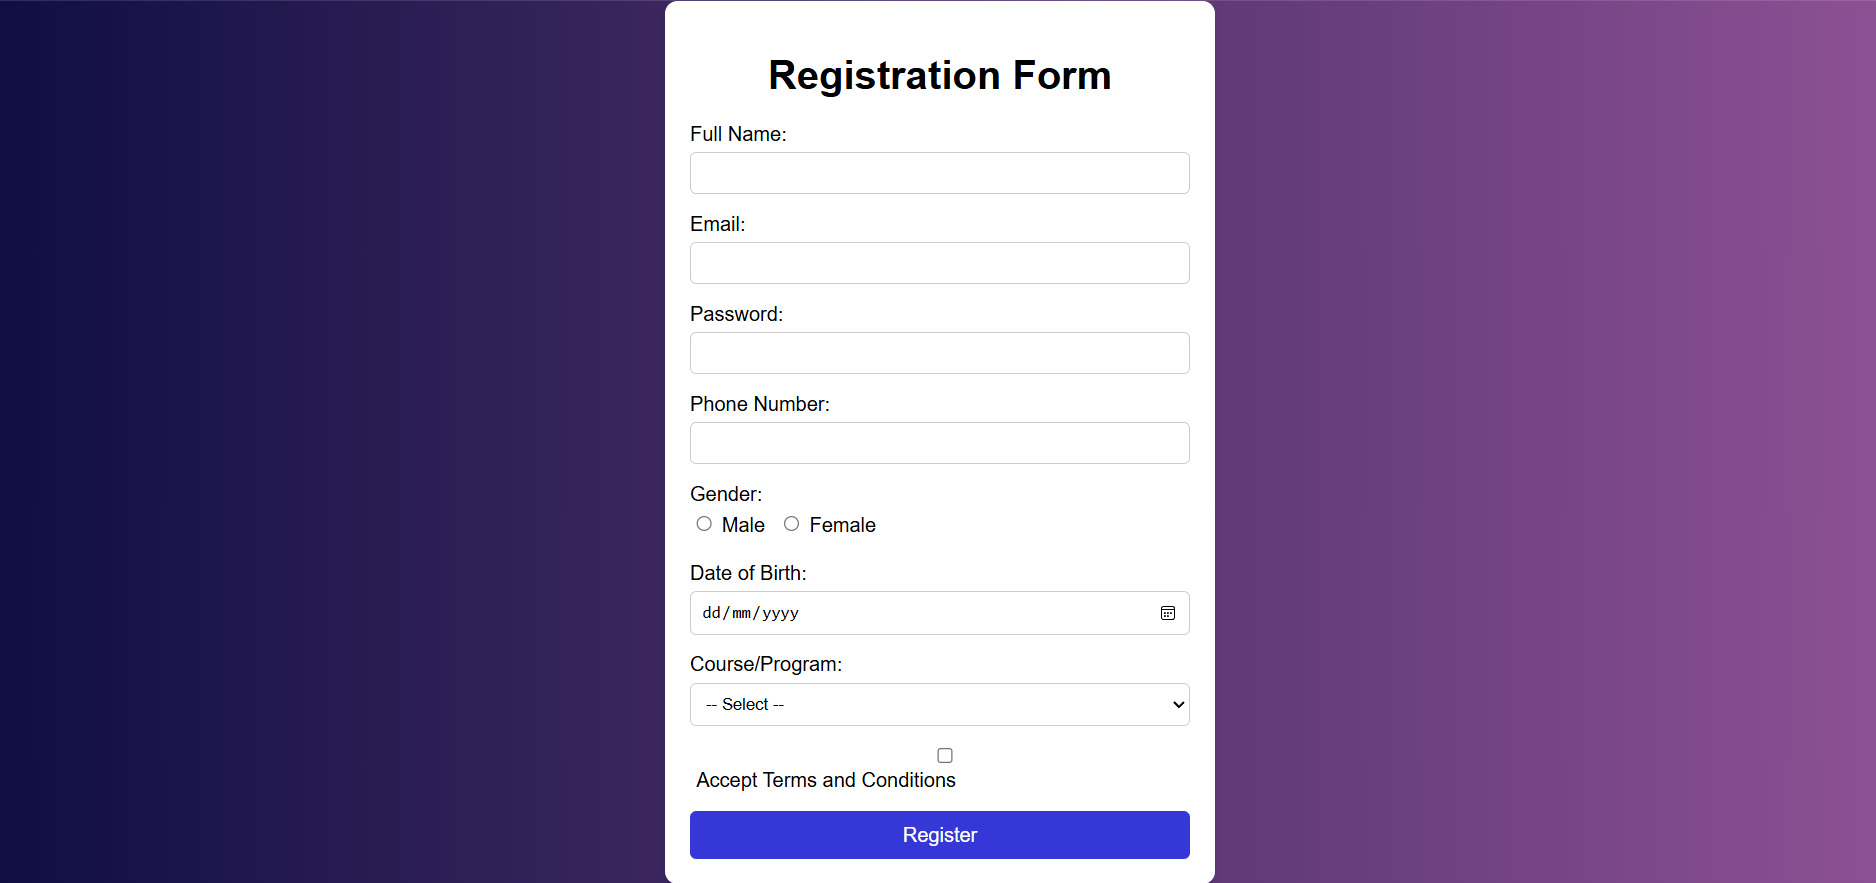 Registration Form
Full Name:
Email:
Password:
Phone Number:
Gender:
Male Female
Date of Birth:
dd/mm/yyyy
Course/Program:
-- Select --
Accept Terms and Conditions
Register